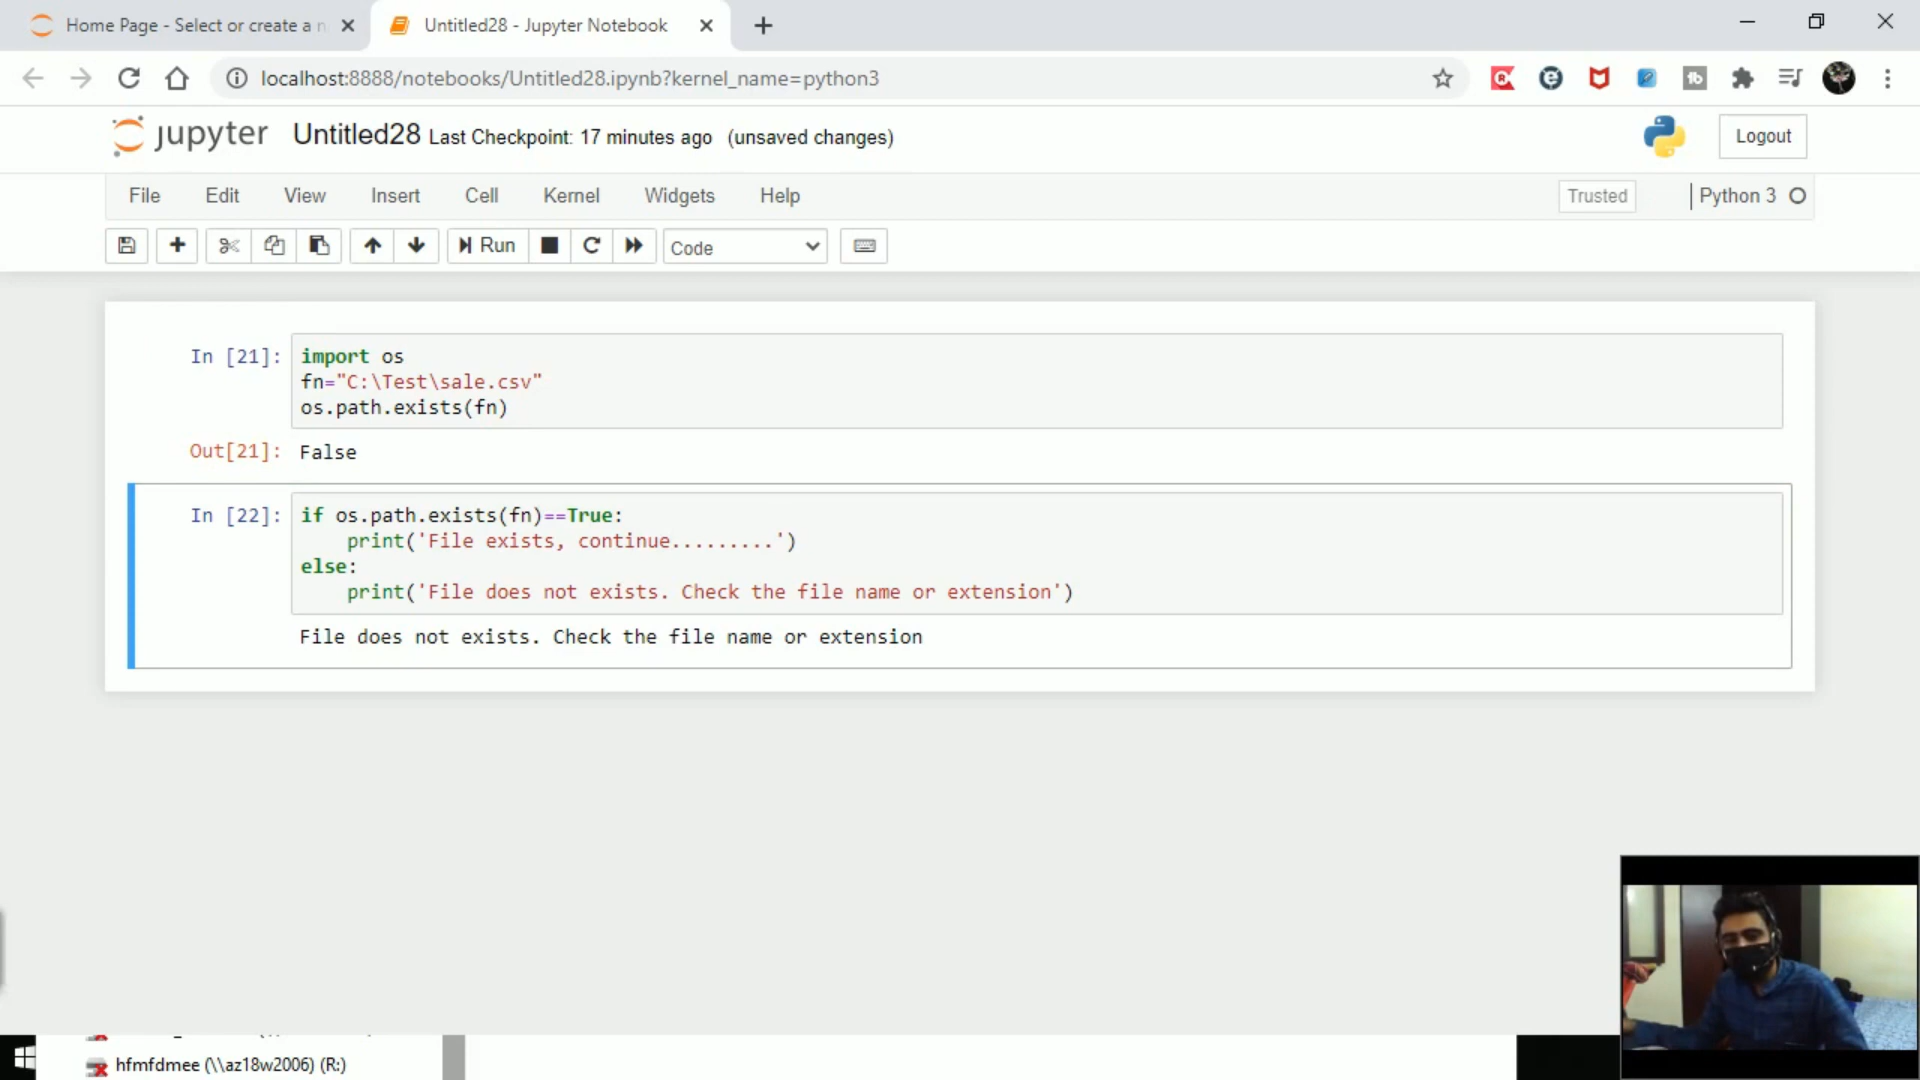 Home Page - Select or create a n
Untitled28 - Jupyter Notebook
localhost:8888/notebooks/Untitled28.ipynb?kernel_name=python3
jupyter Untitled28 Last Checkpoint: 17 minutes ago (unsaved changes)
Logout
File Edit View Insert Cell Kernel Widgets Help
Trusted
Python 3
Run
Code
In [21]: import os
fn="C:\Test\sale.csv"
os.path.exists(fn)
Out[21]: False
In [22]: if os.path.exists(fn)==True:
print('File exists, continue.........')
else:
print('File does not exists. Check the file name or extension')
File does not exists. Check the file name or extension
hfmfdmee (\\az18w2006) (R:)